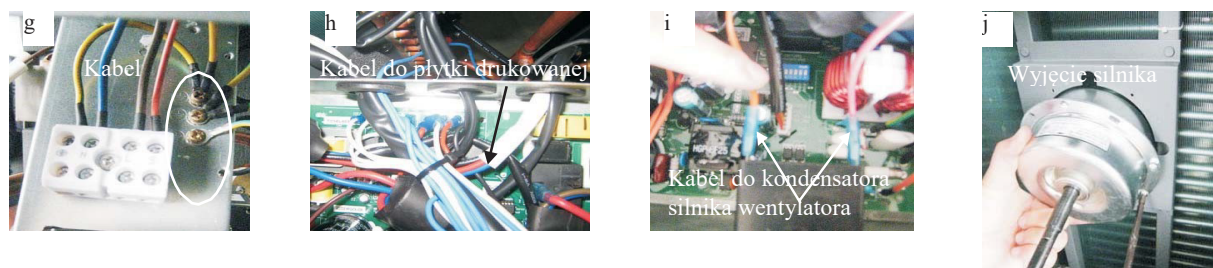 g
Kabel
h
Kabel do płytki drukowanej
i
Kabel do kondensatora
silnika wentylatora
j
Wyjęcie silnika